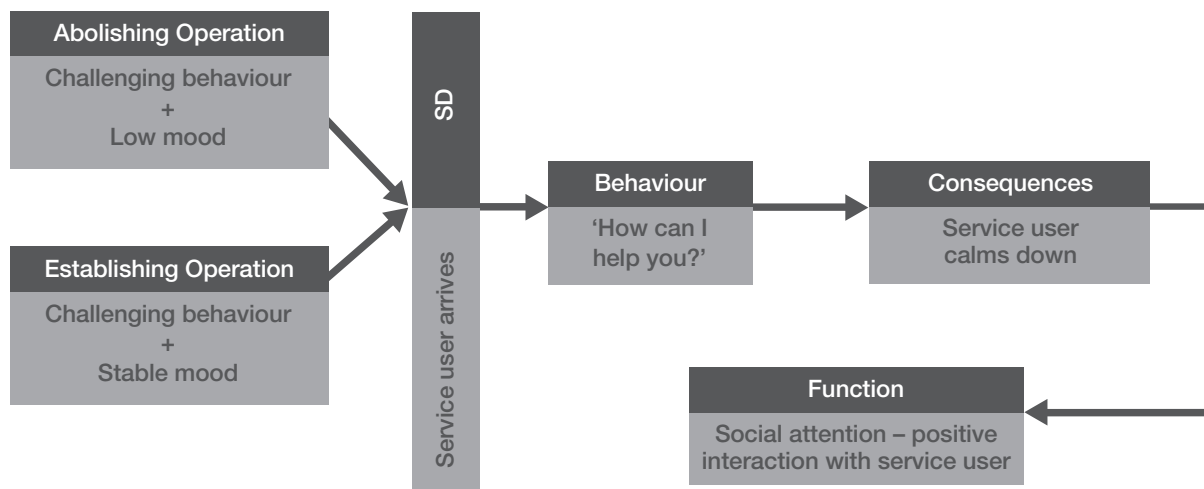 Abolishing Operation
Challenging behaviour
+
Low mood
Establishing Operation
Challenging behaviour
+
Stable mood
SD
Service user arrives
Behaviour
‘How can I
help you?’
Consequences
Service user
calms down
Function
Social attention – positive
interaction with service user